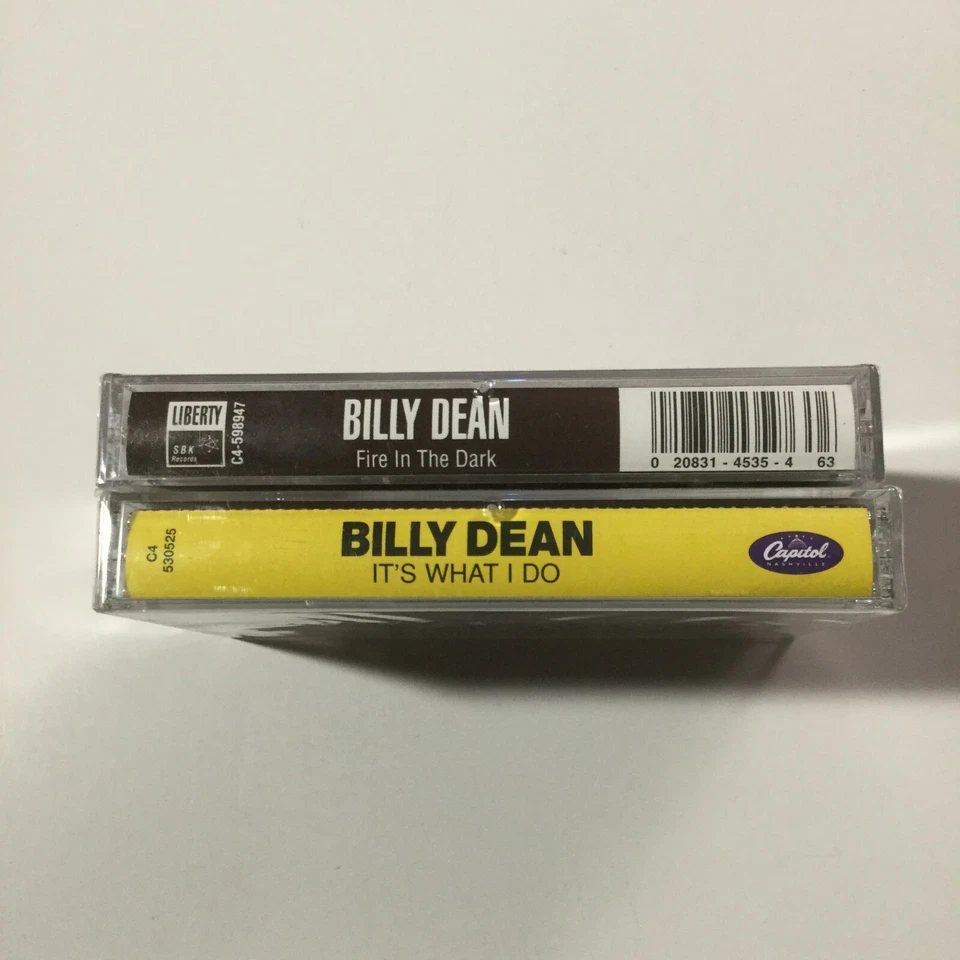 LIBERTY
SBK
Records
C4-598947
BILLY DEAN
Fire In The Dark
0 20831-4535-4 63
C4
530525
BILLY DEAN
IT'S WHAT I DO
Capitol
NASHVILLE